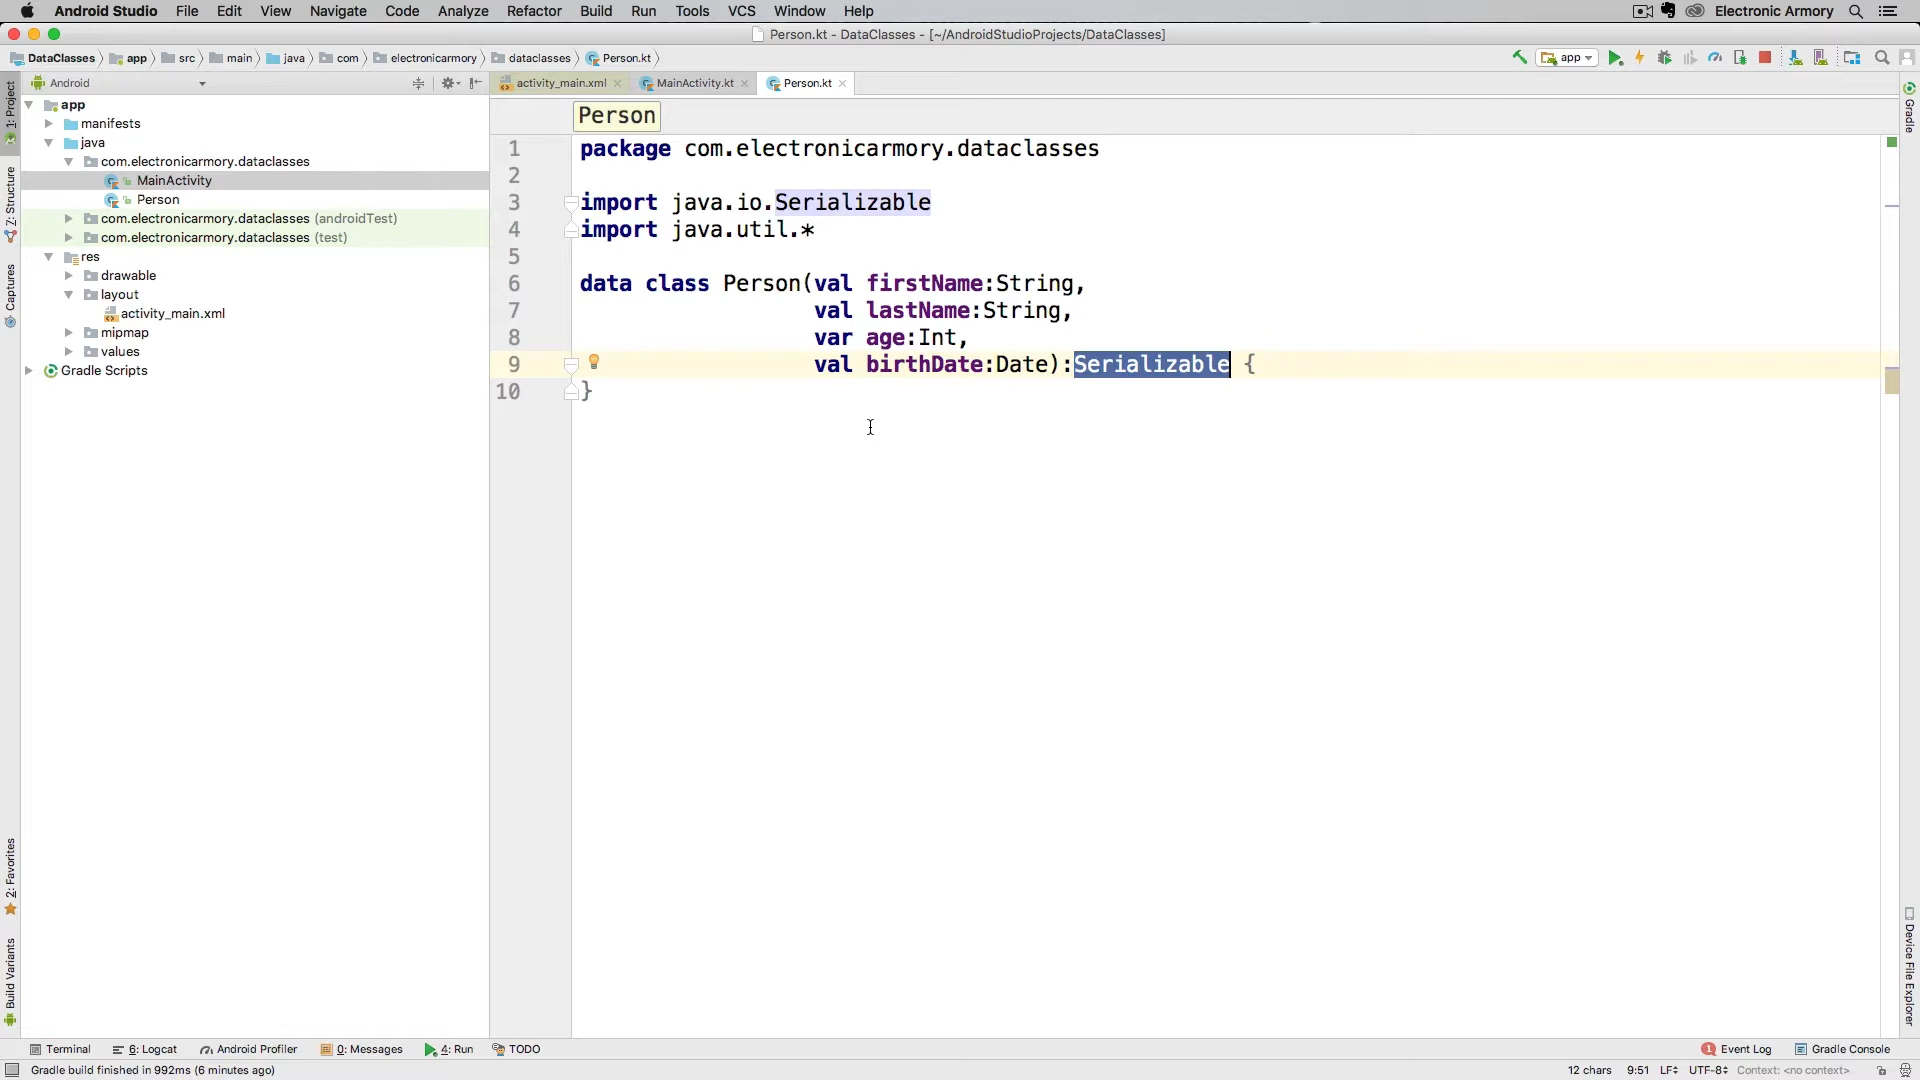 Android Studio File Edit View Navigate Code Analyze Refactor Build Run Tools VCS Window Help Electronic Armory
Person.kt - DataClasses - [~/AndroidStudioProjects/DataClasses]
DataClasses app src main java com electronicarmory dataclasses Person.kt app
Android
activity_main.xml MainActivity.kt Person.kt
1: Project
Z: Structure
Captures
2: Favorites
Build Variants
app
manifests
java
com.electronicarmory.dataclasses
MainActivity
Person
com.electronicarmory.dataclasses (androidTest)
com.electronicarmory.dataclasses (test)
res
drawable
layout
activity_main.xml
mipmap
values
Gradle Scripts
Person
1 package com.electronicarmory.dataclasses
2
3 import java.io.Serializable
4 import java.util.*
5
6 data class Person(val firstName:String,
7 val lastName:String,
8 var age:Int,
9 val birthDate:Date):Serializable {
10 }
Gradle
Device File Explorer
Terminal 6: Logcat Android Profiler 0: Messages 4: Run TODO 1 Event Log Gradle Console
Gradle build finished in 992ms (6 minutes ago) 12 chars 9:51 LF UTF-8 Context: <no context>